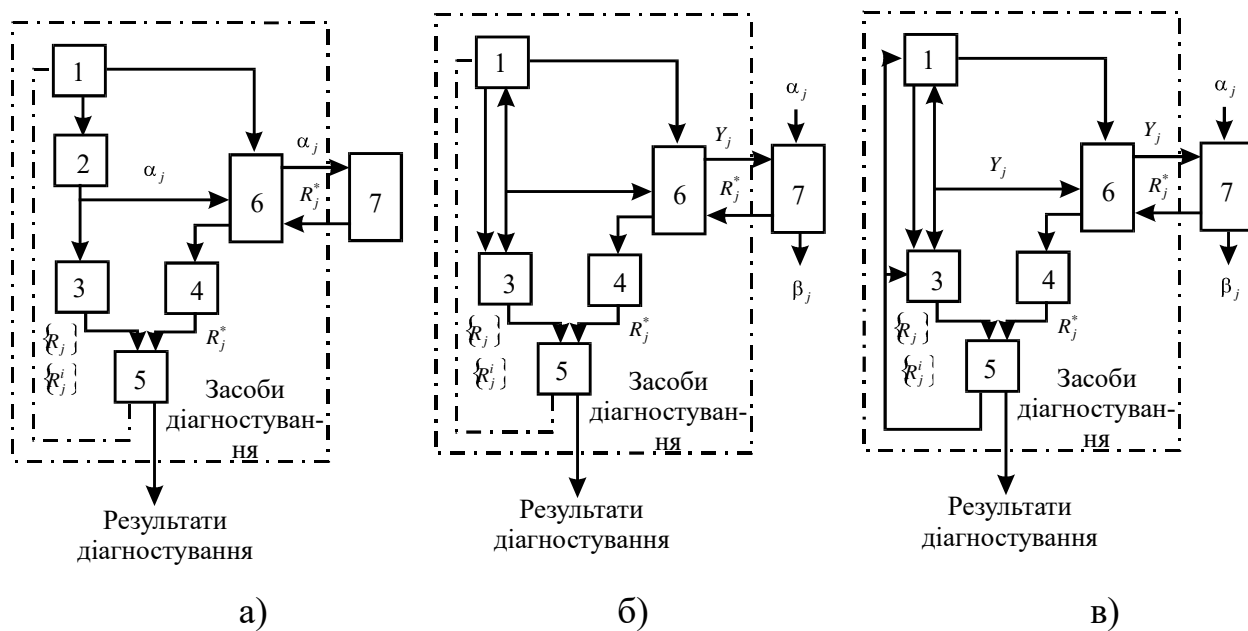 1
2
α_j
6
α_j
R_j^*
7
3
4
{R_j}
{R_j^i}
R_j^*
5
Засоби
діагностуван-
ня
Результати
діагностування
а)
1
α_j
Y_j
6
R_j^*
7
3
4
β_j
{R_j}
{R_j^i}
R_j^*
5
Засоби
діагностуван-
ня
Результати
діагностування
б)
1
α_j
Y_j
Y_j
6
R_j^*
7
3
4
β_j
{R_j}
{R_j^i}
R_j^*
5
Засоби
діагностуван-
ня
Результати
діагностування
в)